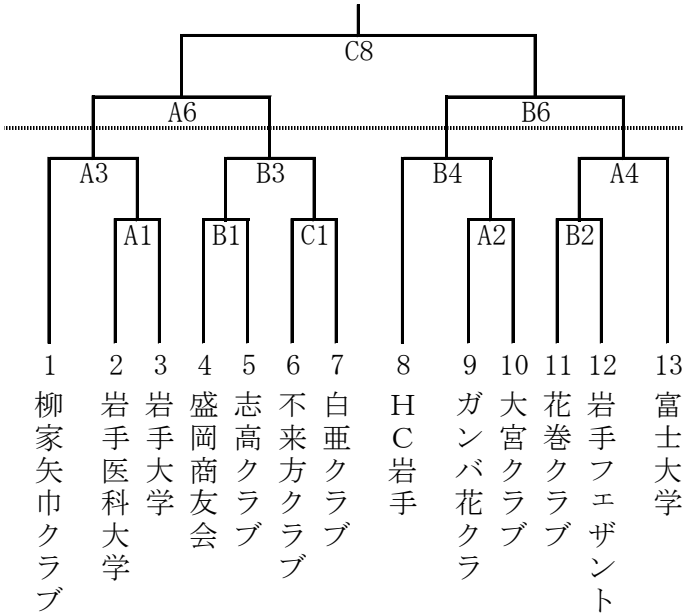 C8
A6
B6
A3
B3
B4
A4
A1
B1
C1
A2
B2
1
2
3
4
5
6
7
8
9
10
11
12
13
柳家矢巾クラブ
岩手医科大学
岩手大学
盛岡商友会
志高クラブ
不来方クラブ
白亜クラブ
HC岩手
ガンバ花クラ
大宮クラブ
花巻クラブ
岩手フェザント
富士大学